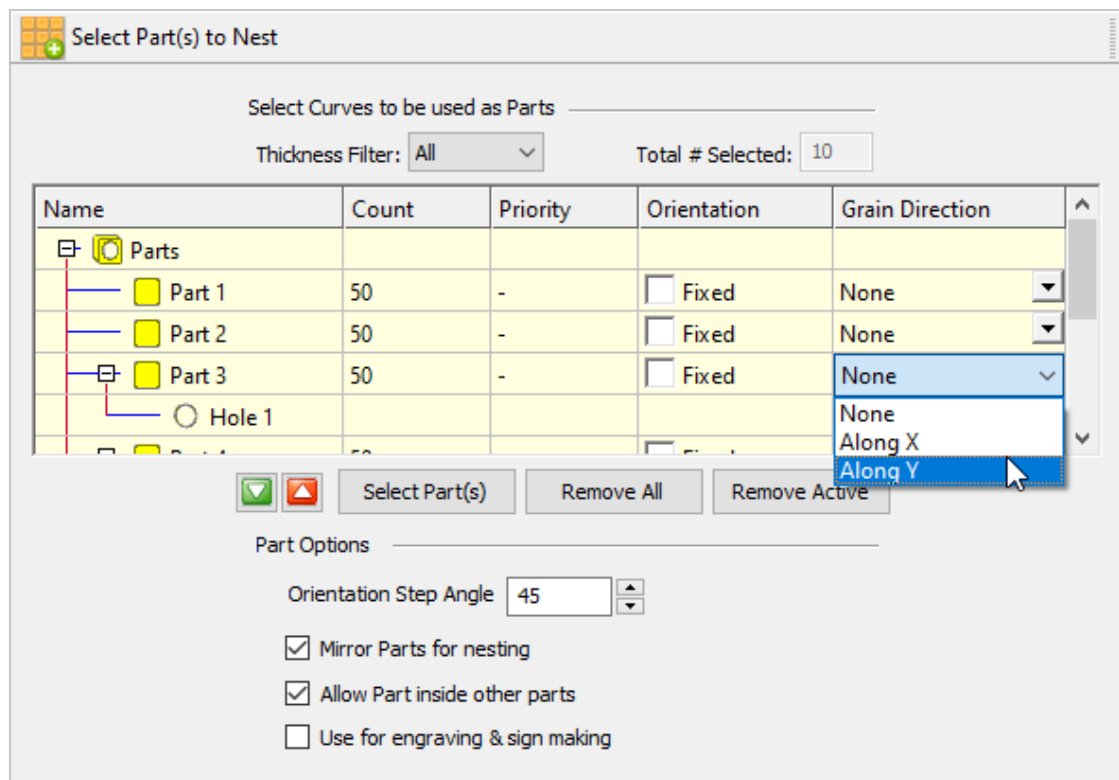 Select Part(s) to Nest
Select Curves to be used as Parts
Thickness Filter: All Total # Selected: 10
Name Count Priority Orientation Grain Direction
Parts
Part 1 50 - Fixed None
Part 2 50 - Fixed None
Part 3 50 - Fixed None
Hole 1 None
Along X
Along Y
Select Part(s) Remove All Remove Active
Part Options
Orientation Step Angle 45
Mirror Parts for nesting
Allow Part inside other parts
Use for engraving & sign making